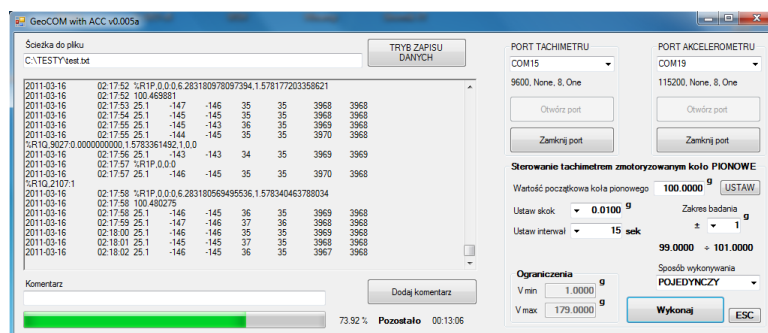 GeoCOM with ACC v0.005a
Ścieżka do pliku
C:\TESTY\test.txt
TRYB ZAPISU
DANYCH
2011-03-16 02:17:52 %R1P,0,0:0,6.283180978097394,1.578177203358621
2011-03-16 02:17:52 100.469881
2011-03-16 02:17:53 25.1 -147 -146 35 35 3968 3968
2011-03-16 02:17:54 25.1 -145 -145 35 35 3968 3968
2011-03-16 02:17:55 25.1 -145 -143 36 35 3969 3968
2011-03-16 02:17:55 25.1 -144 -145 35 35 3970 3968
%R1Q,9027:0.0000000000,1.5783361492,1,0,0
2011-03-16 02:17:56 25.1 -143 -143 34 35 3969 3969
2011-03-16 02:17:57 %R1P,0,0:0
2011-03-16 02:17:57 25.1 -146 -145 35 35 3970 3968
%R1Q,2107:1
2011-03-16 02:17:58 %R1P,0,0:0,6.283180569495536,1.578340463788034
2011-03-16 02:17:58 100.480275
2011-03-16 02:17:58 25.1 -146 -145 36 35 3969 3968
2011-03-16 02:17:59 25.1 -147 -146 37 36 3968 3968
2011-03-16 02:18:00 25.1 -145 -145 36 35 3969 3968
2011-03-16 02:18:01 25.1 -145 -145 37 35 3968 3968
2011-03-16 02:18:02 25.1 -146 -145 36 35 3967 3968
Komentarz
Dodaj komentarz
73.92 % Pozostało 00:13:06
PORT TACHIMETRU
COM15
9600, None, 8, One
Otwórz port
Zamknij port
PORT AKCELEROMETRU
COM19
115200, None, 8, One
Otwórz port
Zamknij port
Sterowanie tachimetrem zmotoryzowanym koło PIONOWE
Wartość początkowa koła pionowego 100.0000 g USTAW
Ustaw skok 0.0100 g
Ustaw interwał 15 sek
Zakres badania
± 1 g
99.0000 ÷ 101.0000
Ograniczenia
V min 1.0000 g
V max 179.0000 g
Sposób wykonywania
POJEDYNCZY
Wykonaj
ESC